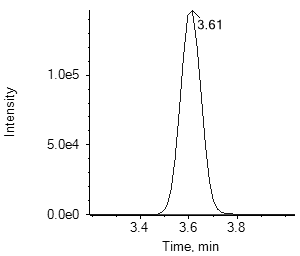 3.61
1.0e5
Intensity
5.0e4
0.0e0
3.4 3.6 3.8
Time, min